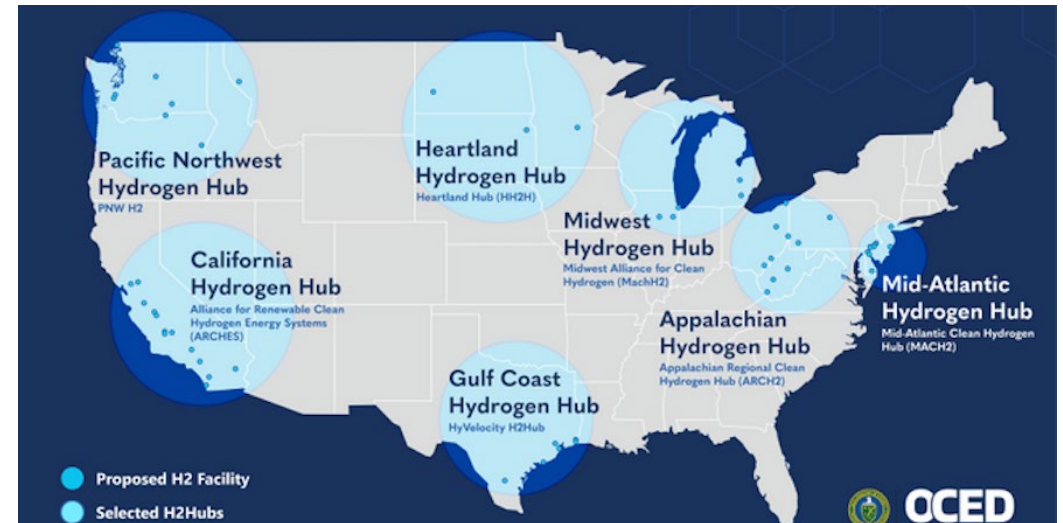 Pacific Northwest
Hydrogen Hub
PNW H2
Heartland
Hydrogen Hub
Heartland Hub (HH2H)
Midwest
Hydrogen Hub
Midwest Alliance for Clean
Hydrogen (MachH2)
California
Hydrogen Hub
Alliance for Renewable Clean
Hydrogen Energy Systems
(ARCHES)
Mid-Atlantic
Hydrogen Hub
Mid-Atlantic Clean Hydrogen
Hub (MACH2)
Appalachian
Hydrogen Hub
Appalachian Regional Clean
Hydrogen Hub (ARCH2)
Gulf Coast
Hydrogen Hub
HyVelocity H2Hub
Proposed H2 Facility
Selected H2Hubs
OCED